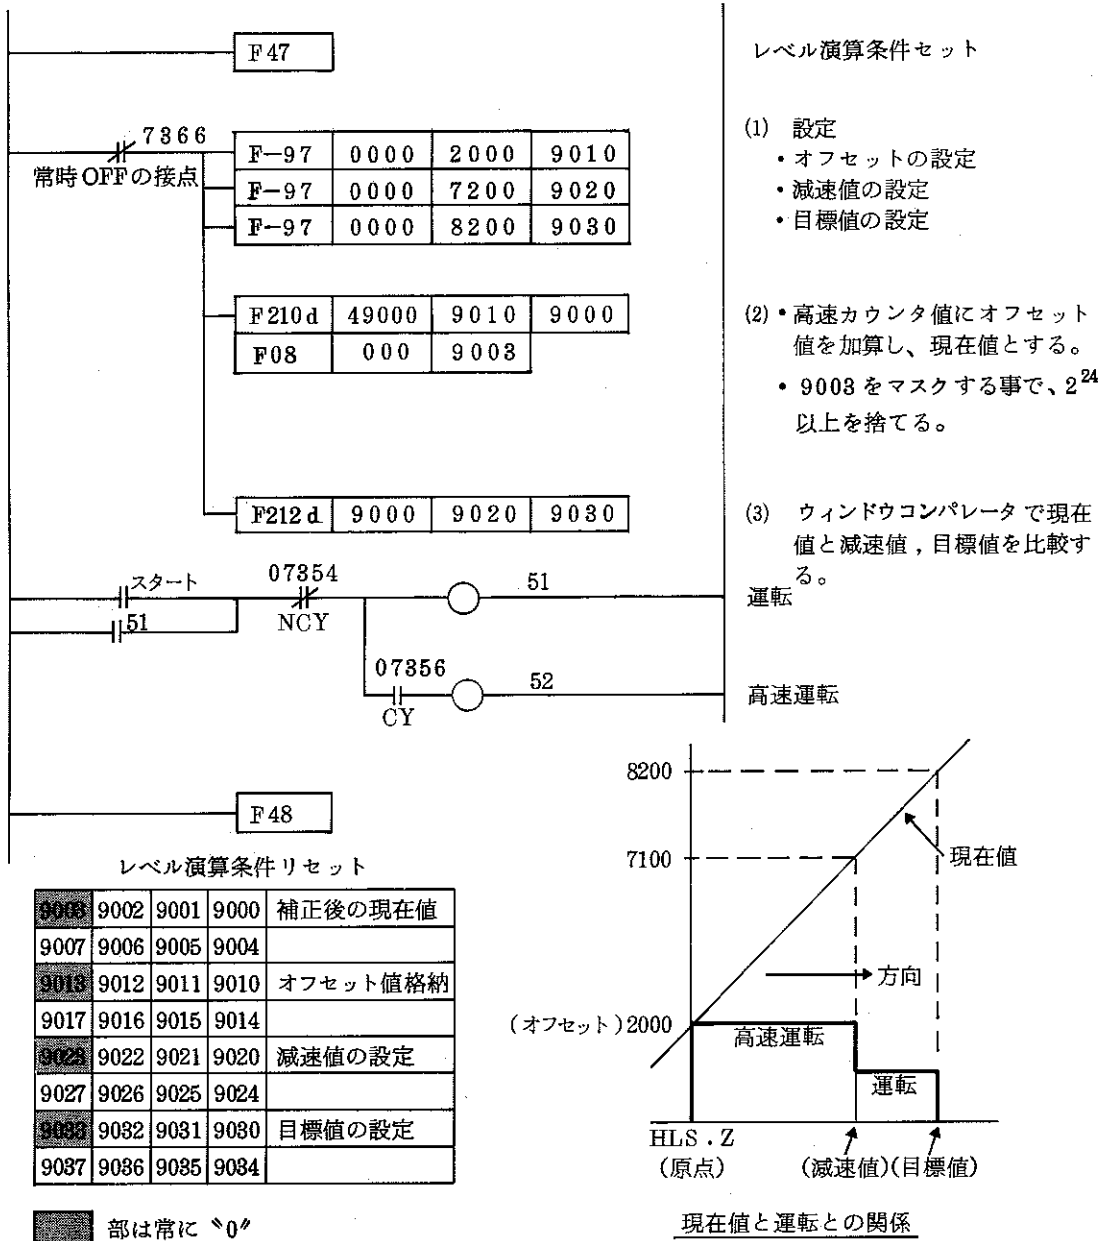 F47
レベル演算条件セット
7366
常時OFFの接点
F-97 0000 2000 9010
F-97 0000 7200 9020
F-97 0000 8200 9030
(1) 設定
・オフセットの設定
・減速値の設定
・目標値の設定
F210d 49000 9010 9000
F08 000 9003
(2) ・高速カウンタ値にオフセット
値を加算し、現在値とする。
・9003をマスクする事で、2²⁴
以上を捨てる。
F212d 9000 9020 9030
(3) ウィンドウコンパレータで現在
値と減速値，目標値を比較す
る。
スタート
07354
NCY
51
運転
51
07356
CY
52
高速運転
F48
レベル演算条件リセット
9003 9002 9001 9000 補正後の現在値
9007 9006 9005 9004
9013 9012 9011 9010 オフセット値格納
9017 9016 9015 9014
9023 9022 9021 9020 減速値の設定
9027 9026 9025 9024
9033 9032 9031 9030 目標値の設定
9037 9036 9035 9034
部は常に〝0〞
8200
7100
現在値
方向
(オフセット)2000
高速運転
運転
HLS．Z
(原点)
(減速値)(目標値)
現在値と運転との関係